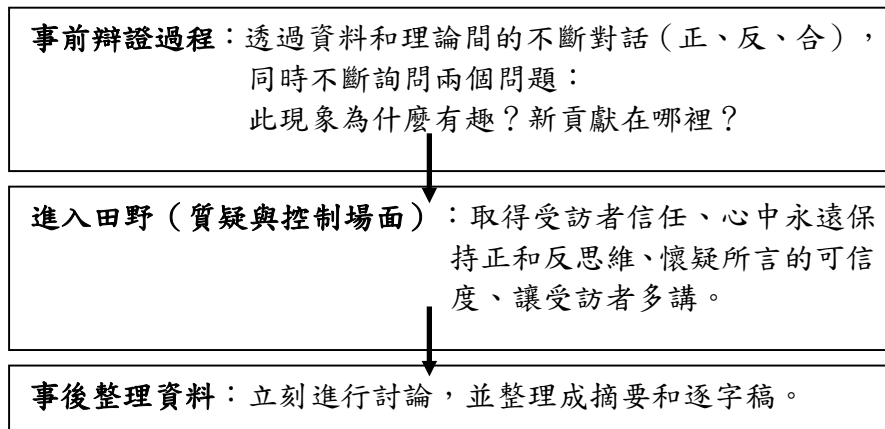 事前辯證過程：透過資料和理論間的不斷對話（正、反、合），
同時不斷詢問兩個問題：
此現象為什麼有趣？新貢獻在哪裡？
進入田野（質疑與控制場面）：取得受訪者信任、心中永遠保
持正和反思維、懷疑所言的可信
度、讓受訪者多講。
事後整理資料：立刻進行討論，並整理成摘要和逐字稿。